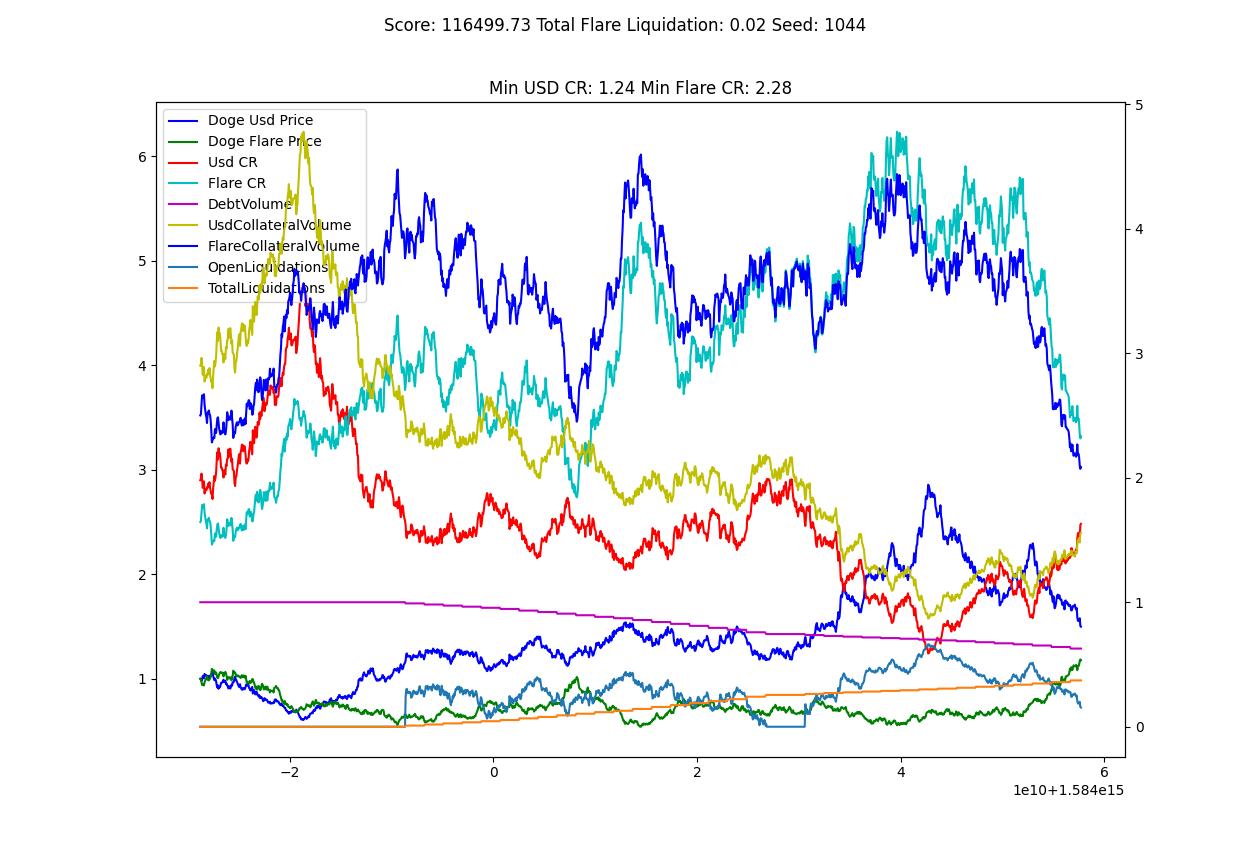 Score: 116499.73 Total Flare Liquidation: 0.02 Seed: 1044
Min USD CR: 1.24 Min Flare CR: 2.28
Doge Usd Price
Doge Flare Price
Usd CR
Flare CR
DebtVolume
UsdCollateralVolume
FlareCollateralVolume
OpenLiquidations
TotalLiquidations
6
5
4
3
2
1
5
4
3
2
1
0
−2
0
2
4
6
1e10+1.584e15